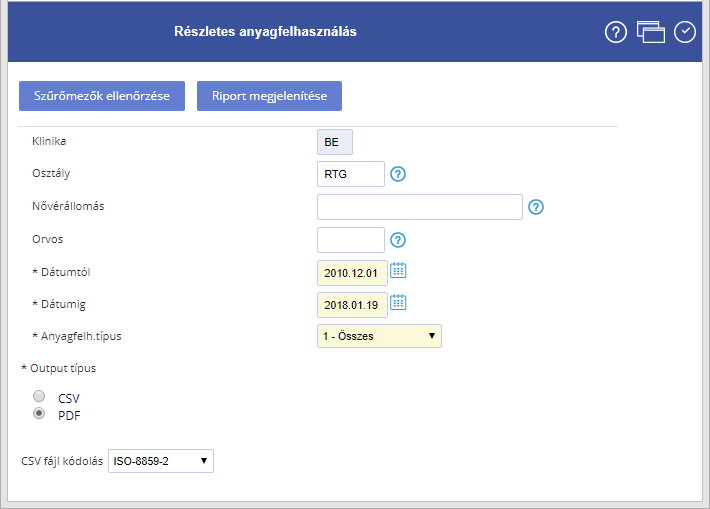 Részletes anyagfelhasználás
Szűrőmezők ellenőrzése Riport megjelenítése
Klinika BE
Osztály RTG
Nővérállomás
Orvos
* Dátumtól 2010.12.01
* Dátumig 2018.01.19
* Anyagfelh.típus 1 - Összes
* Output típus
CSV
PDF
CSV fájl kódolás ISO-8859-2